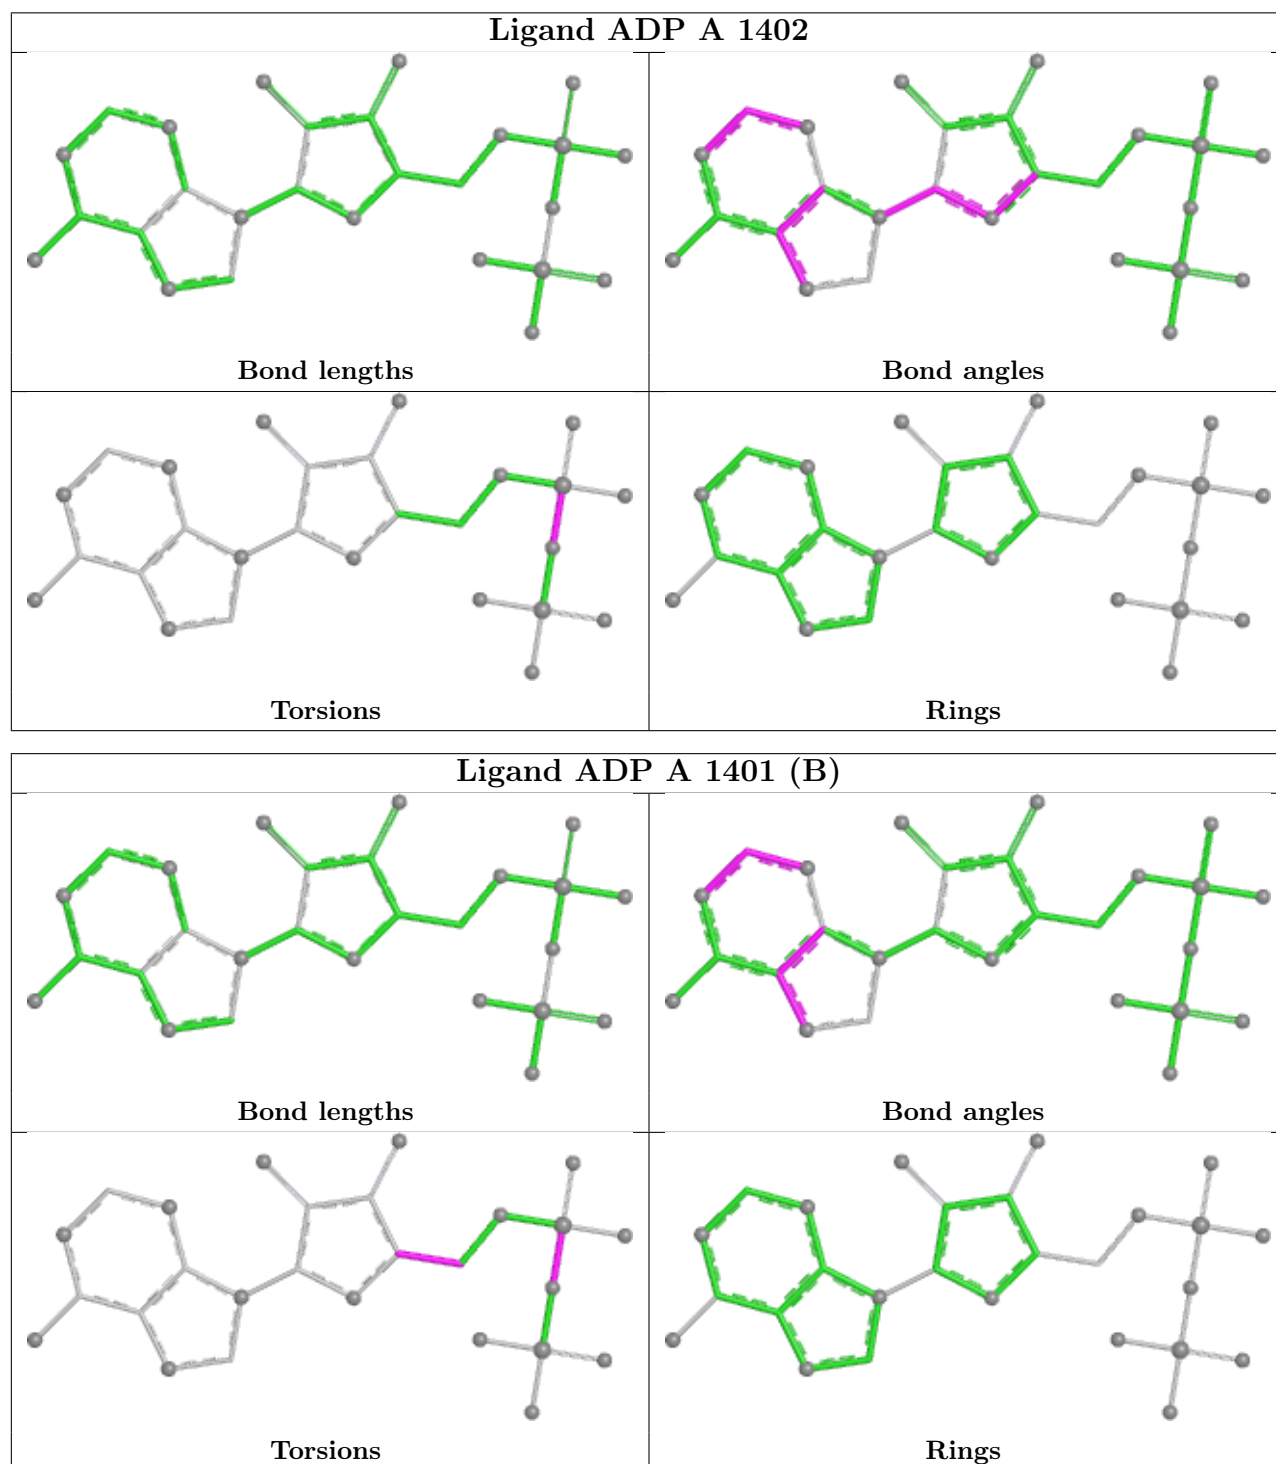 Ligand ADP A 1402
Bond lengths
Bond angles
Torsions
Rings
Ligand ADP A 1401 (B)
Bond lengths
Bond angles
Torsions
Rings